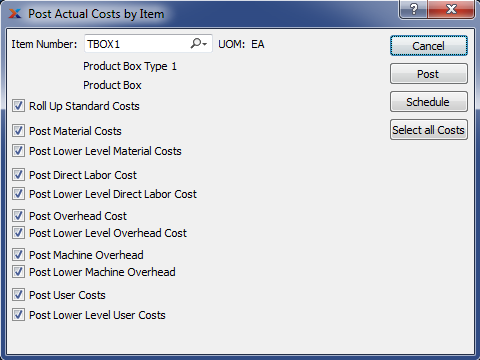 Post Actual Costs by Item
Item Number: TBOX1 UOM: EA
Product Box Type 1
Product Box
Roll Up Standard Costs
Post Material Costs
Post Lower Level Material Costs
Post Direct Labor Cost
Post Lower Level Direct Labor Cost
Post Overhead Cost
Post Lower Level Overhead Cost
Post Machine Overhead
Post Lower Machine Overhead
Post User Costs
Post Lower Level User Costs
Cancel
Post
Schedule
Select all Costs